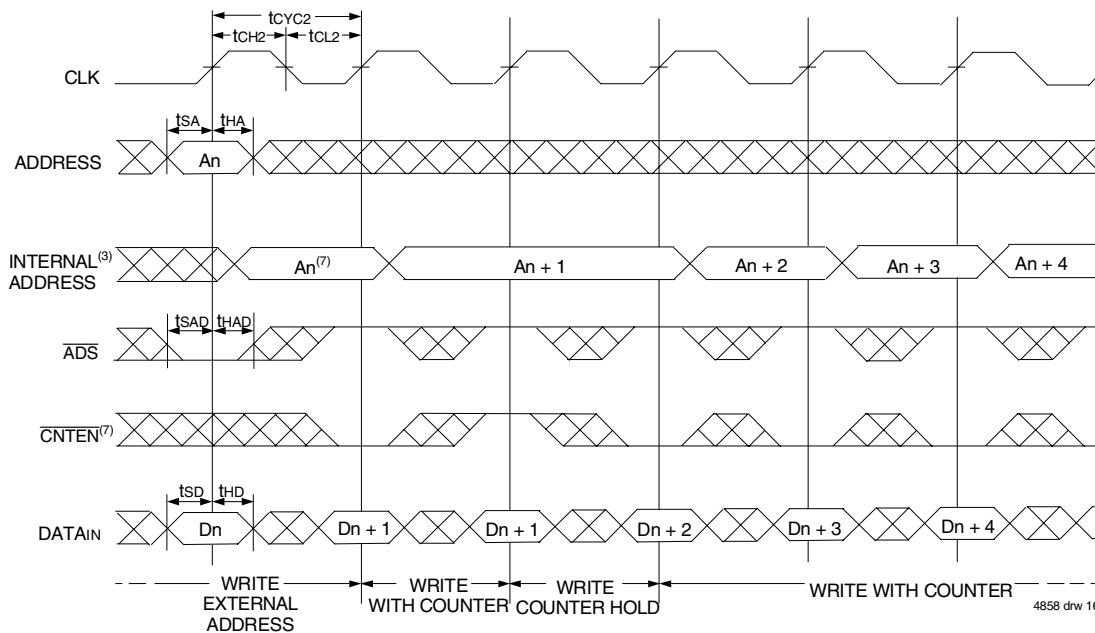 tCYC2
tCH2 tCL2
CLK
tSA tHA
ADDRESS An
INTERNAL(3)
ADDRESS An(7) An + 1 An + 2 An + 3 An + 4
tSAD tHAD
ADS
CNTEN(7)
tSD tHD
DATAIN Dn Dn + 1 Dn + 1 Dn + 2 Dn + 3 Dn + 4
WRITE
EXTERNAL
ADDRESS
WRITE
WITH COUNTER
WRITE
COUNTER HOLD
WRITE WITH COUNTER
4858 drw 16